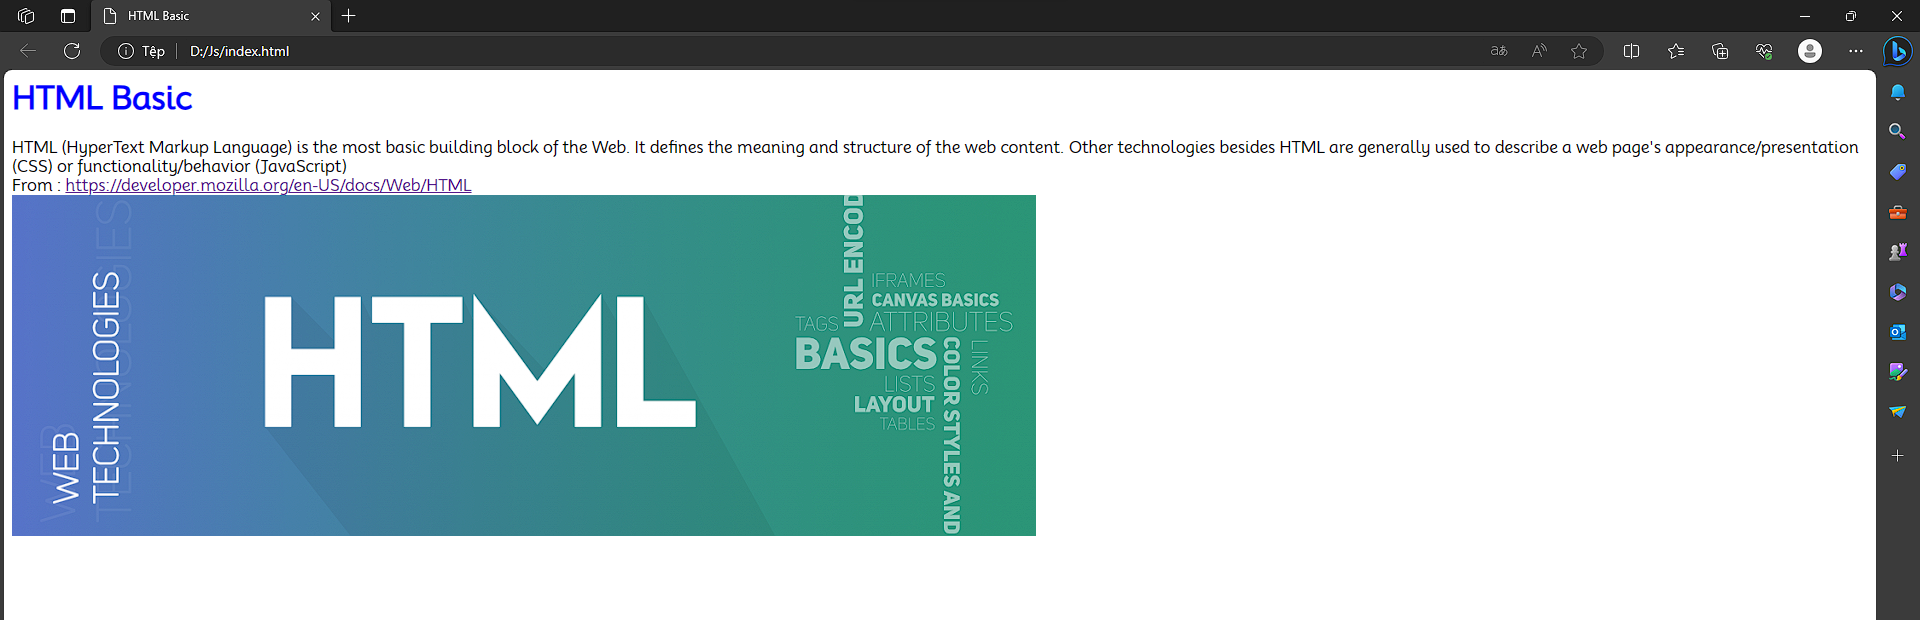 HTML Basic
Tệp
D:/Js/index.html
aあ
HTML Basic
HTML (HyperText Markup Language) is the most basic building block of the Web. It defines the meaning and structure of the web content. Other technologies besides HTML are generally used to describe a web page's appearance/presentation
(CSS) or functionality/behavior (JavaScript)
From : https://developer.mozilla.org/en-US/docs/Web/HTML
WEB
TECHNOLOGIES
WEB
TECHNOLOGIES
HTML
URL ENCOD
IFRAMES
CANVAS BASICS
TAGS
ATTRIBUTES
BASICS
COLOR STYLES AND
LINKS
LISTS
LAYOUT
TABLES